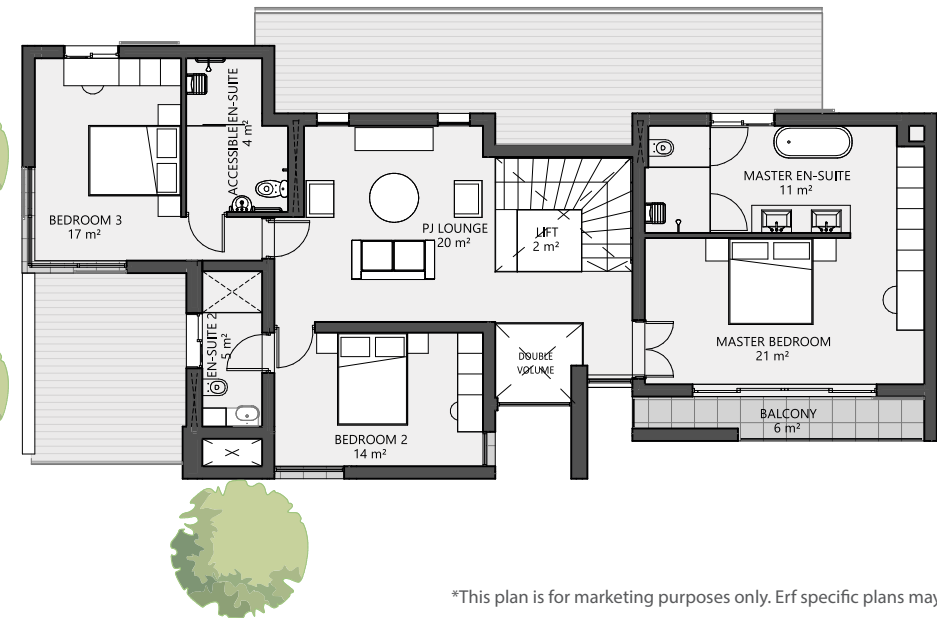 ACCESSIBLE EN-SUITE
4 m²
MASTER EN-SUITE
11 m²
BEDROOM 3
17 m²
PJ LOUNGE
20 m²
LIFT
2 m²
EN-SUITE 2
5 m²
MASTER BEDROOM
21 m²
DOUBLE
VOLUME
BALCONY
6 m²
BEDROOM 2
14 m²
*This plan is for marketing purposes only. Erf specific plans may